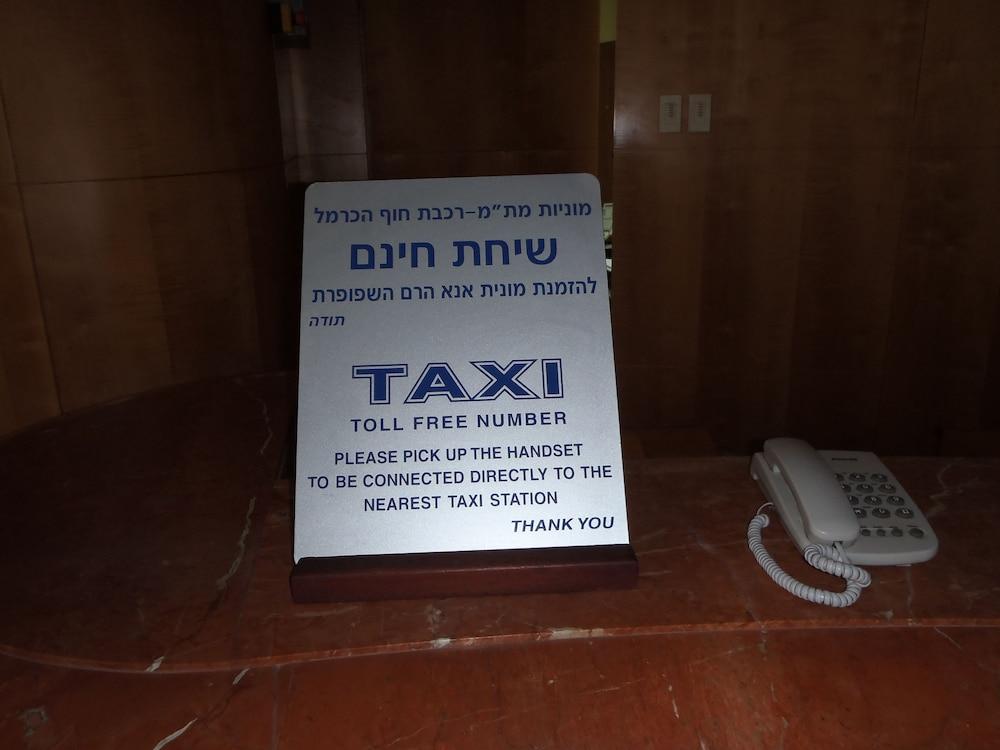 מוניות מת"מ-רכבת חוף הכרמל
שיחת חינם
להזמנת מונית אנא הרם השפופרת
תודה
TAXI
TOLL FREE NUMBER
PLEASE PICK UP THE HANDSET
TO BE CONNECTED DIRECTLY TO THE
NEAREST TAXI STATION
THANK YOU